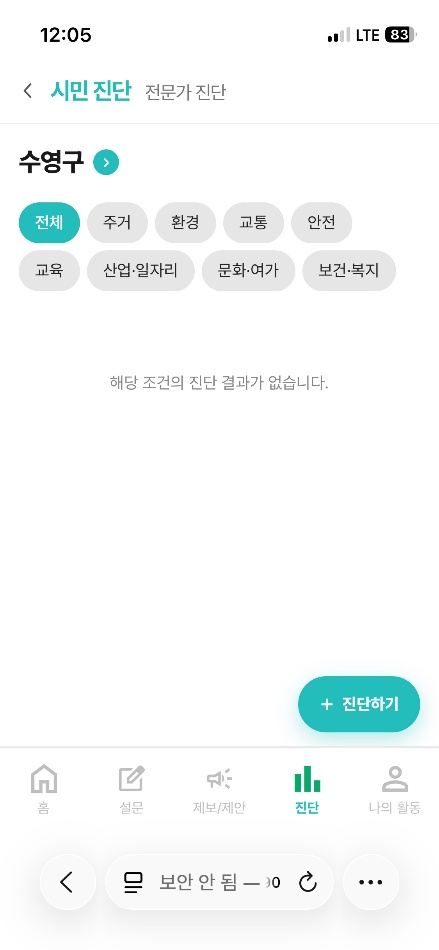 12:05 LTE 83
시민 진단 전문가 진단
수영구
전체 주거 환경 교통 안전
교육 산업·일자리 문화·여가 보건·복지
해당 조건의 진단 결과가 없습니다.
+ 진단하기
홈 설문 제보/제안 진단 나의 활동
보안 안 됨 —